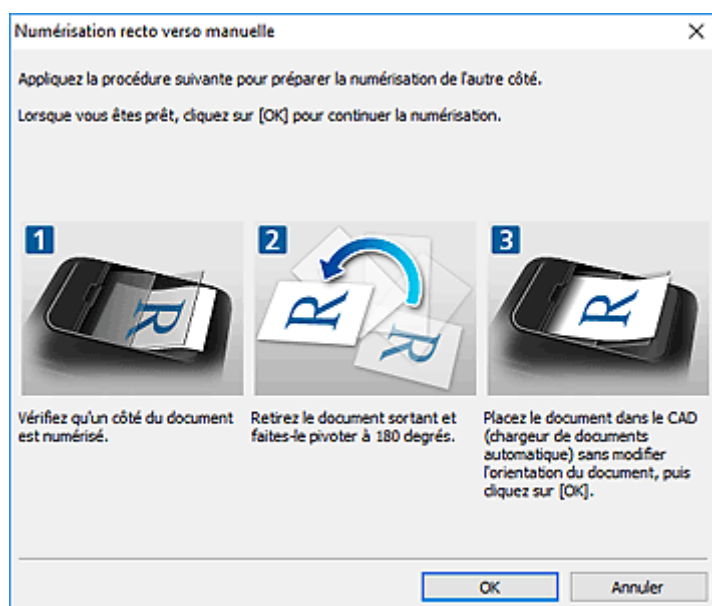 Numérisation recto verso manuelle
Appliquez la procédure suivante pour préparer la numérisation de l'autre côté.
Lorsque vous êtes prêt, cliquez sur [OK] pour continuer la numérisation.
1
R
Vérifiez qu'un côté du document
est numérisé.
2
R
R
Retirez le document sortant et
faites-le pivoter à 180 degrés.
3
R
Placez le document dans le CAD
(chargeur de documents
automatique) sans modifier
l'orientation du document, puis
cliquez sur [OK].
OK
Annuler